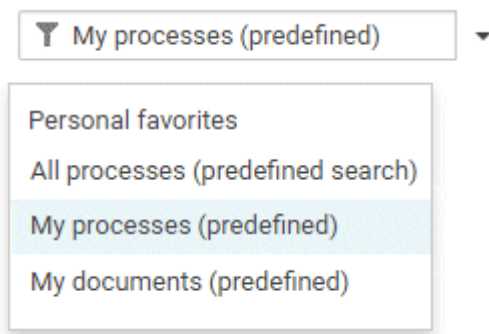 My processes (predefined)
Personal favorites
All processes (predefined search)
My processes (predefined)
My documents (predefined)